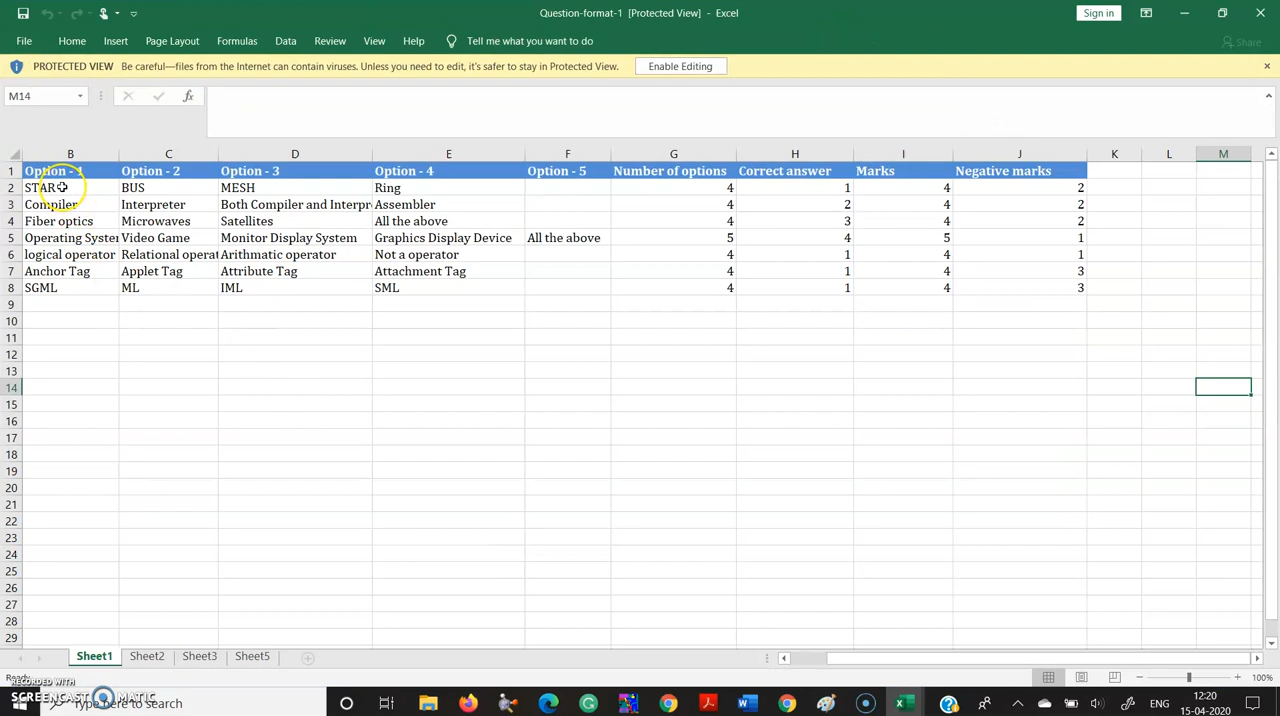 Question-format-1 [Protected View] - Excel
Sign in
File Home Insert Page Layout Formulas Data Review View Help Tell me what you want to do Share
PROTECTED VIEW Be careful—files from the Internet can contain viruses. Unless you need to edit, it's safer to stay in Protected View. Enable Editing
M14 fx
B C D E F G H I J K L M
1 Option - 1 Option - 2 Option - 3 Option - 4 Option - 5 Number of options Correct answer Marks Negative marks
2 STAR BUS MESH Ring 4 1 4 2
3 Compiler Interpreter Both Compiler and Interpr Assembler 4 2 4 2
4 Fiber optics Microwaves Satellites All the above 4 3 4 2
5 Operating System Video Game Monitor Display System Graphics Display Device All the above 5 4 5 1
6 logical operator Relational operat Arithmatic operator Not a operator 4 1 4 1
7 Anchor Tag Applet Tag Attribute Tag Attachment Tag 4 1 4 3
8 SGML ML IML SML 4 1 4 3
9
10
11
12
13
14
15
16
17
18
19
20
21
22
23
24
25
26
27
28
29
Sheet1 Sheet2 Sheet3 Sheet5
100%
RECORDED WITH
SCREENCAST MATIC
Type here to search
ENG
12:20
15-04-2020